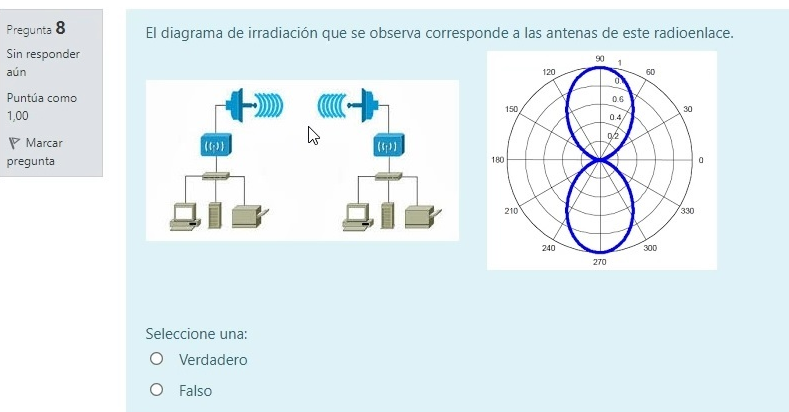 Pregunta 8
Sin responder
aún
Puntúa como
1,00
Marcar
pregunta
El diagrama de irradiación que se observa corresponde a las antenas de este radioenlace.
90
1
120
60
0.6
0.4
0.2
150
30
180
0
210
330
240
300
270
Seleccione una:
Verdadero
Falso